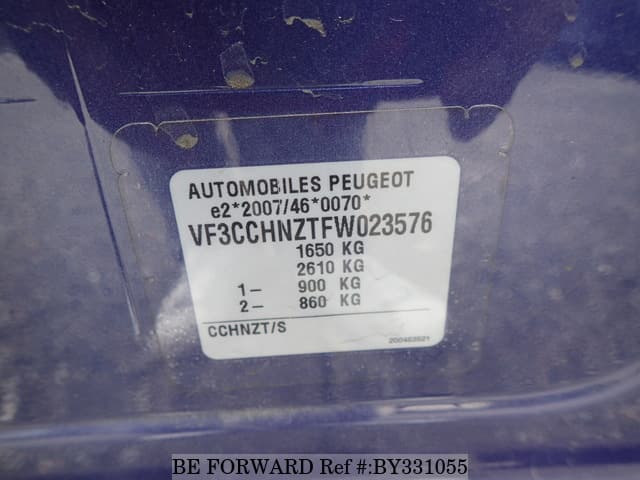 AUTOMOBILES PEUGEOT
e2*2007/46*0070*
VF3CCHNZTFW023576
1650 KG
2610 KG
1– 900 KG
2– 860 KG
CCHNZT/S
BE FORWARD Ref #:BY331055